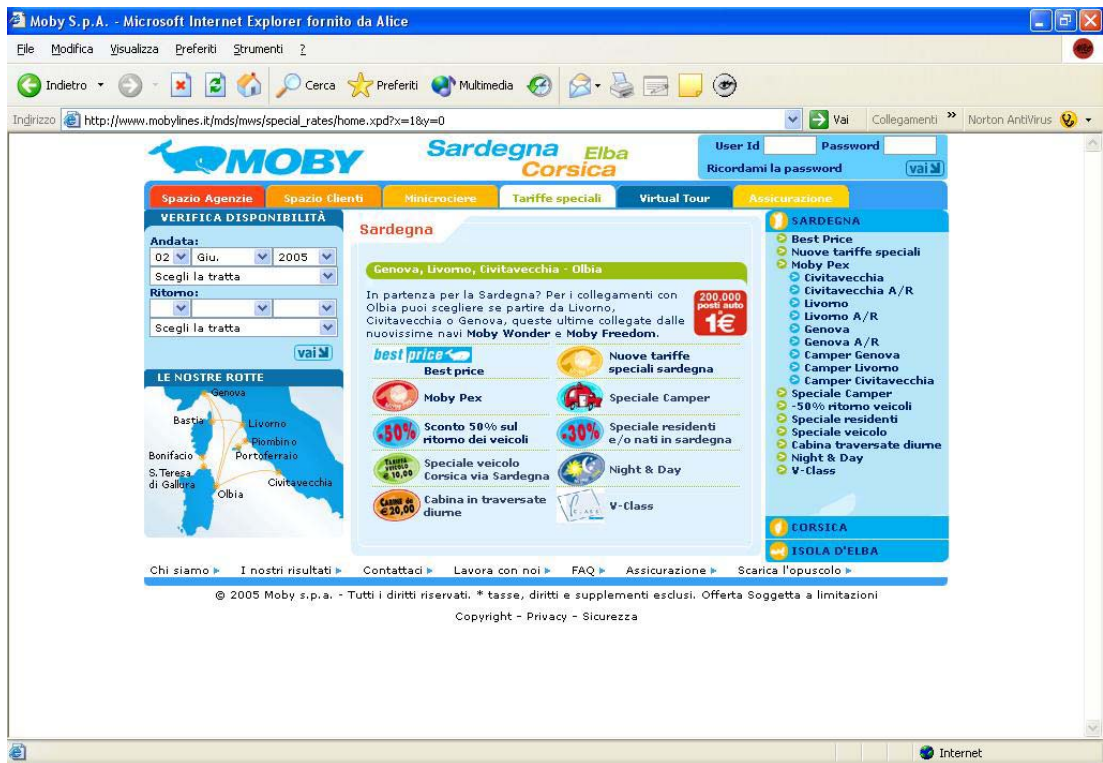 Moby S.p.A. - Microsoft Internet Explorer fornito da Alice
File Modifica Visualizza Preferiti Strumenti ?
Indietro Cerca Preferiti Multimedia
Indirizzo http://www.mobylines.it/mds/mws/special_rates/home.xpd?x=1&y=0 Vai Collegamenti » Norton AntiVirus
MOBY
Sardegna Elba
Corsica
User Id Password
Ricordami la password vai
Spazio Agenzie Spazio Clienti Minicrociere Tariffe speciali Virtual Tour Assicurazione
VERIFICA DISPONIBILITÀ
Andata:
02 Giu. 2005
Scegli la tratta
Ritorno:
Scegli la tratta
vai
LE NOSTRE ROTTE
Genova
Bastia
Livorno
Piombino
Bonifacio
Portoferraio
S. Teresa
di Gallura
Civitavecchia
Olbia
Sardegna
Genova, Livorno, Civitavecchia - Olbia
In partenza per la Sardegna? Per i collegamenti con
Olbia puoi scegliere se partire da Livorno,
Civitavecchia o Genova, queste ultime collegate dalle
nuovissime navi Moby Wonder e Moby Freedom.
200.000
posti auto
a
1€
best price
Best price
Nuove tariffe
speciali sardegna
Moby Pex
Speciale Camper
-50%
Sconto 50% sul
ritorno dei veicoli
-30%
Speciale residenti
e/o nati in sardegna
TARIFFA
VEICOLO
€ 10,00
Speciale veicolo
Corsica via Sardegna
Night & Day
CABINE da
€ 20,00
Cabina in traversate
diurne
V-Class
SARDEGNA
Best Price
Nuove tariffe speciali
Moby Pex
Civitavecchia
Civitavecchia A/R
Livorno
Livorno A/R
Genova
Genova A/R
Camper Genova
Camper Livorno
Camper Civitavecchia
Speciale Camper
-50% ritorno veicoli
Speciale residenti
Speciale veicolo
Cabina traversate diurne
Night & Day
V-Class
CORSICA
ISOLA D'ELBA
Chi siamo I nostri risultati Contattaci Lavora con noi FAQ Assicurazione Scarica l'opuscolo
© 2005 Moby s.p.a. - Tutti i diritti riservati. * tasse, diritti e supplementi esclusi. Offerta Soggetta a limitazioni
Copyright - Privacy - Sicurezza
Internet